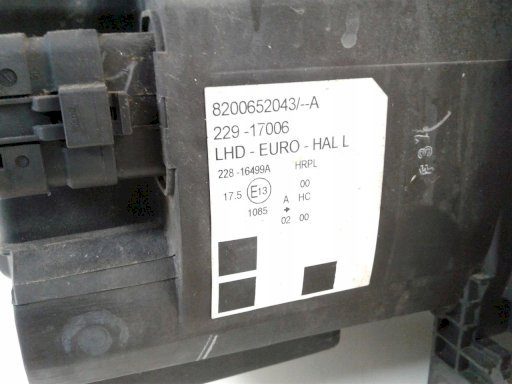 8200652043/--A
229 -17006
LHD - EURO - HAL L
228 -16499A HRPL
17.5 E13 00
A HC
1085 → 02 00